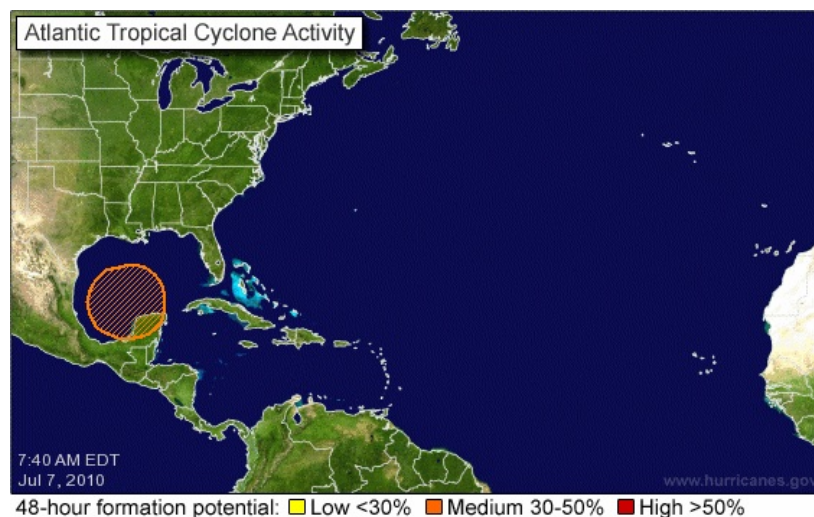 Atlantic Tropical Cyclone Activity
7:40 AM EDT
Jul 7, 2010
www.hurricanes.gov
48-hour formation potential: Low <30% Medium 30-50% High >50%